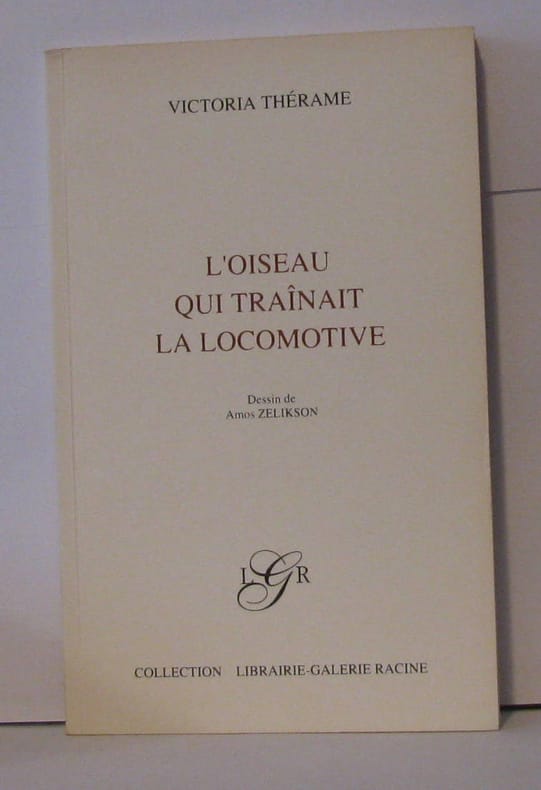 VICTORIA THÉRAME
L'OISEAU
QUI TRAÎNAIT
LA LOCOMOTIVE
Dessin de
Amos ZELIKSON
LGR
COLLECTION LIBRAIRIE-GALERIE RACINE